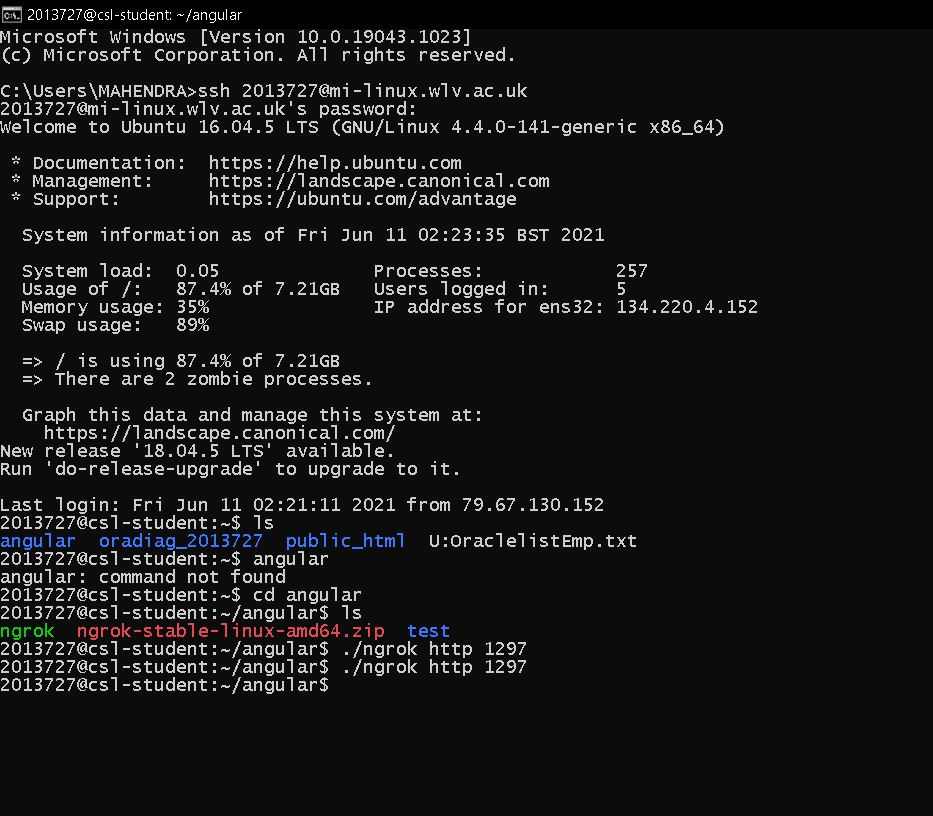 2013727@csl-student: ~/angular
Microsoft Windows [Version 10.0.19043.1023]
(c) Microsoft Corporation. All rights reserved.
C:\Users\MAHENDRA>ssh 2013727@mi-linux.wlv.ac.uk
2013727@mi-linux.wlv.ac.uk's password:
Welcome to Ubuntu 16.04.5 LTS (GNU/Linux 4.4.0-141-generic x86_64)
* Documentation:  https://help.ubuntu.com
* Management:     https://landscape.canonical.com
* Support:        https://ubuntu.com/advantage
System information as of Fri Jun 11 02:23:35 BST 2021
System load:  0.05              Processes:            257
Usage of /:   87.4% of 7.21GB   Users logged in:      5
Memory usage: 35%               IP address for ens32: 134.220.4.152
Swap usage:   89%
=> / is using 87.4% of 7.21GB
=> There are 2 zombie processes.
Graph this data and manage this system at:
https://landscape.canonical.com/
New release '18.04.5 LTS' available.
Run 'do-release-upgrade' to upgrade to it.
Last login: Fri Jun 11 02:21:11 2021 from 79.67.130.152
2013727@csl-student:~$ ls
angular  oradiag_2013727  public_html  U:OraclelistEmp.txt
2013727@csl-student:~$ angular
angular: command not found
2013727@csl-student:~$ cd angular
2013727@csl-student:~/angular$ ls
ngrok  ngrok-stable-linux-amd64.zip  test
2013727@csl-student:~/angular$ ./ngrok http 1297
2013727@csl-student:~/angular$ ./ngrok http 1297
2013727@csl-student:~/angular$